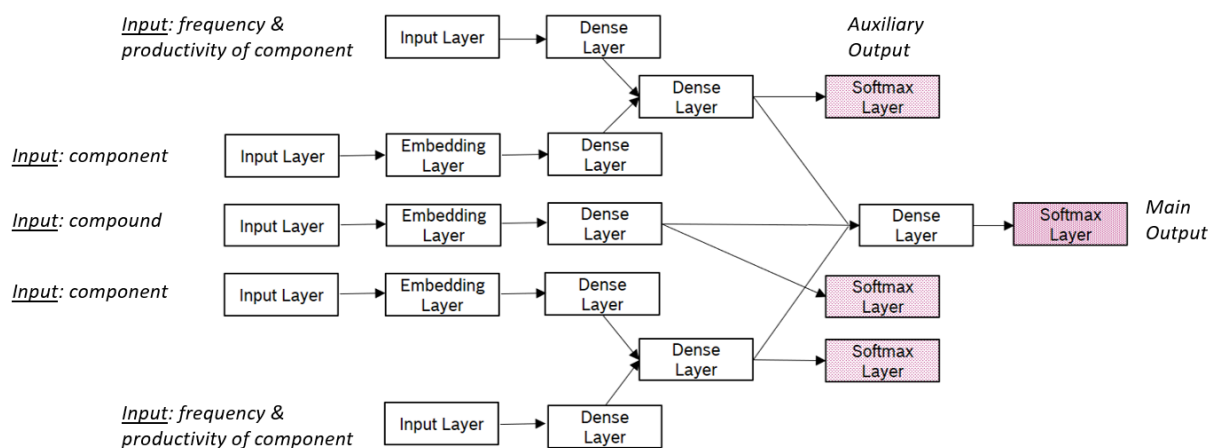 Input: frequency &
productivity of component
Input Layer
Dense
Layer
Auxiliary
Output
Dense
Layer
Softmax
Layer
Input: component
Input Layer
Embedding
Layer
Dense
Layer
Input: compound
Input Layer
Embedding
Layer
Dense
Layer
Dense
Layer
Softmax
Layer
Main
Output
Input: component
Input Layer
Embedding
Layer
Dense
Layer
Softmax
Layer
Dense
Layer
Softmax
Layer
Input: frequency &
productivity of component
Input Layer
Dense
Layer